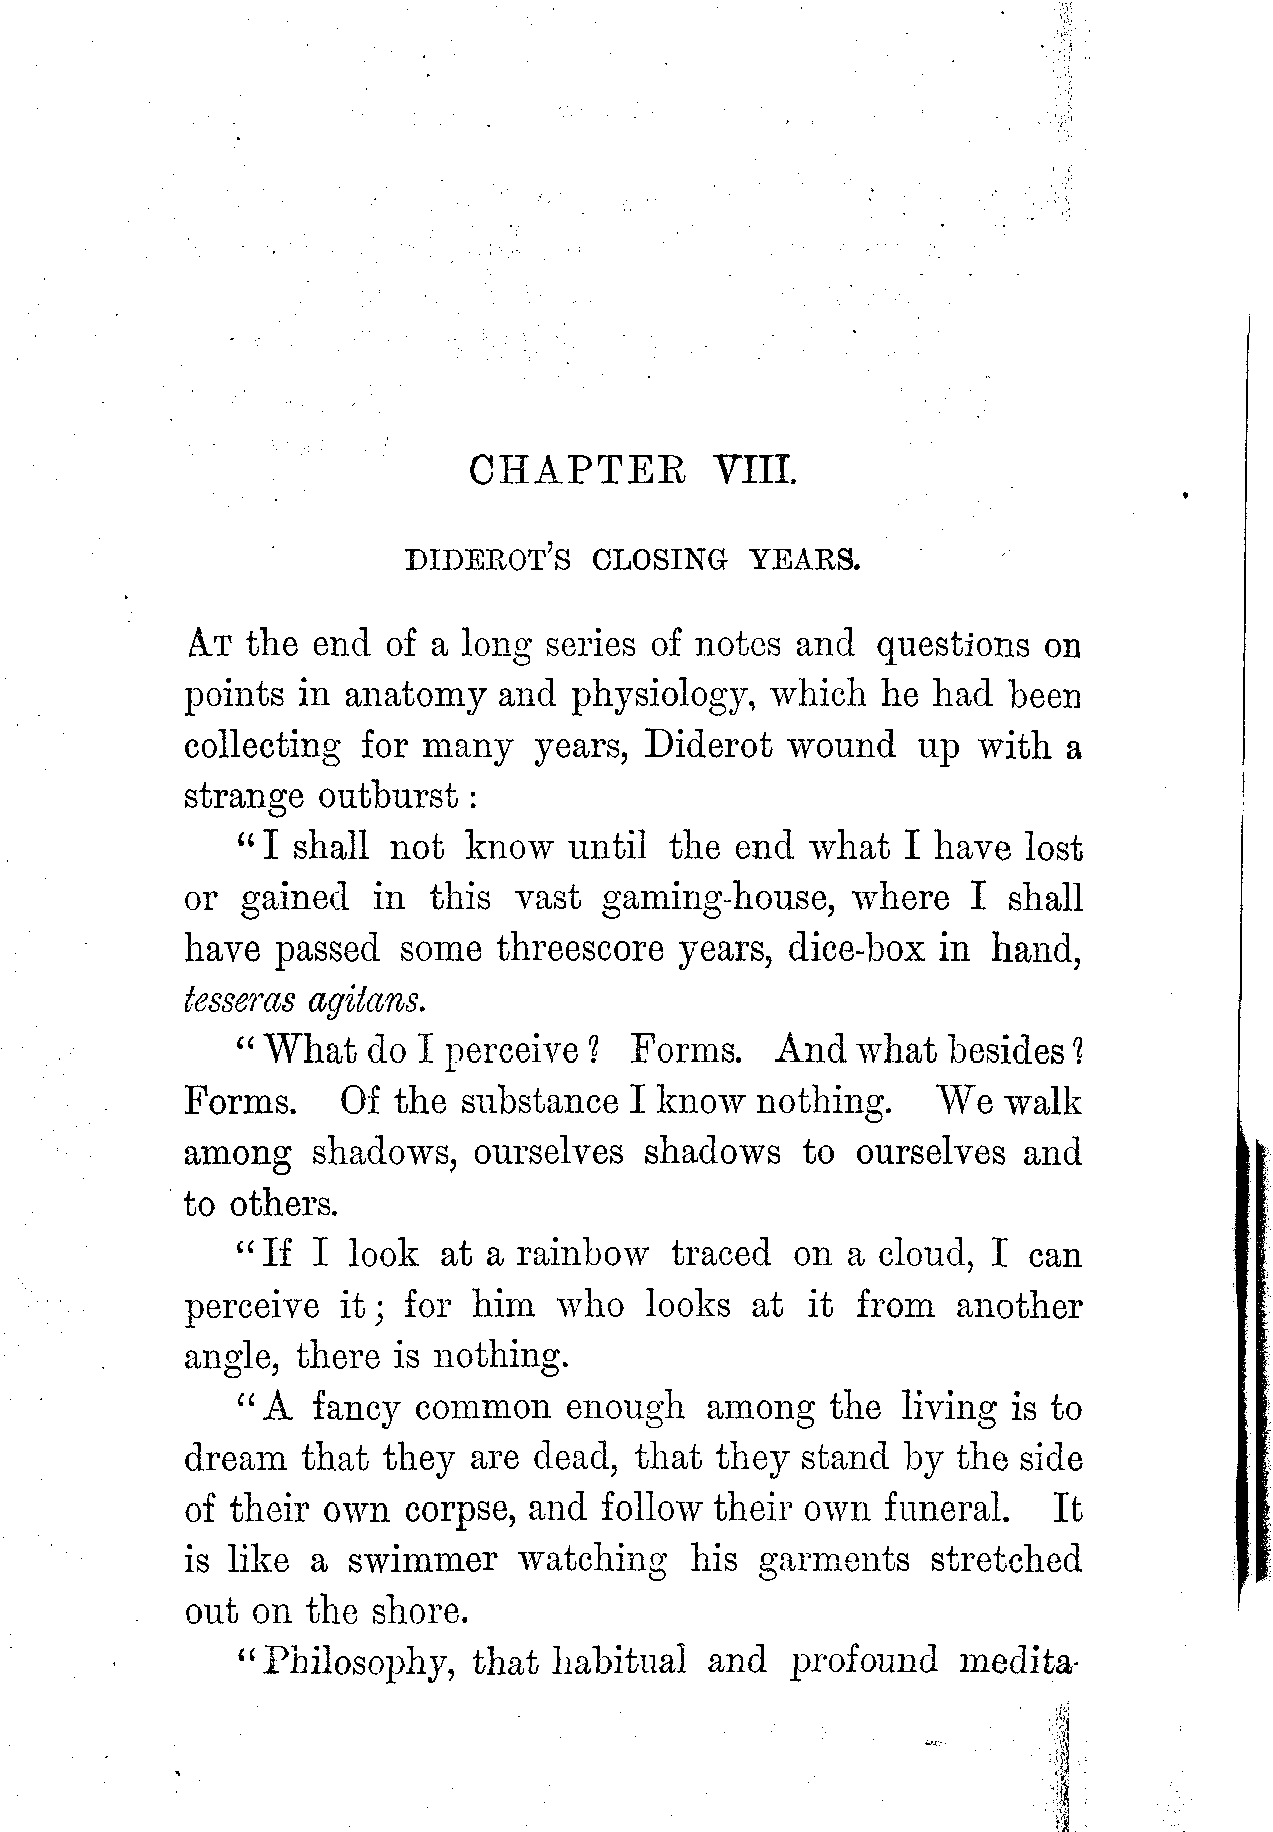 CHAPTER VIII.
DIDEROT'S CLOSING YEARS.
AT the end of a long series of notes and questions on
points in anatomy and physiology, which he had been
collecting for many years, Diderot wound up with a
strange outburst :
“I shall not know until the end what I have lost
or gained in this vast gaming-house, where I shall
have passed some threescore years, dice-box in hand,
tesseras agitans.
“What do I perceive ? Forms. And what besides ?
Forms. Of the substance I know nothing. We walk
among shadows, ourselves shadows to ourselves and
to others.
“If I look at a rainbow traced on a cloud, I can
perceive it ; for him who looks at it from another
angle, there is nothing.
“A fancy common enough among the living is to
dream that they are dead, that they stand by the side
of their own corpse, and follow their own funeral. It
is like a swimmer watching his garments stretched
out on the shore.
“Philosophy, that habitual and profound medita-